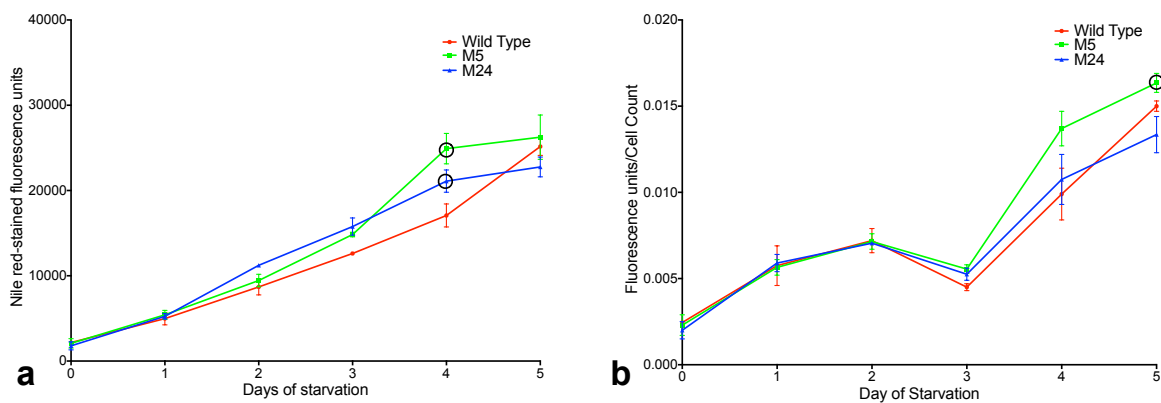 40000
30000
20000
10000
0
Nile red-stained fluorescence units
Wild Type
M5
M24
0 1 2 3 4 5
Days of starvation
a
0.020
0.015
0.010
0.005
0.000
Fluorescence units/Cell Count
Wild Type
M5
M24
0 1 2 3 4 5
Day of Starvation
b